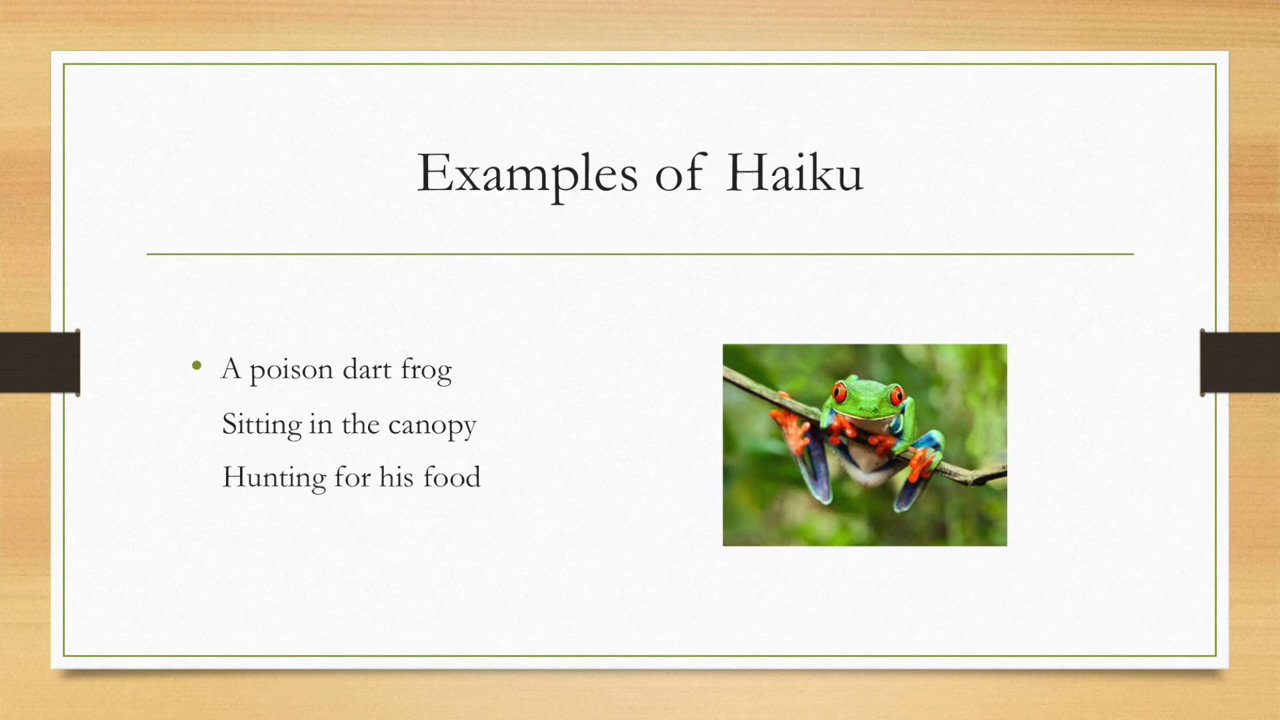 Examples of Haiku
• A poison dart frog
Sitting in the canopy
Hunting for his food